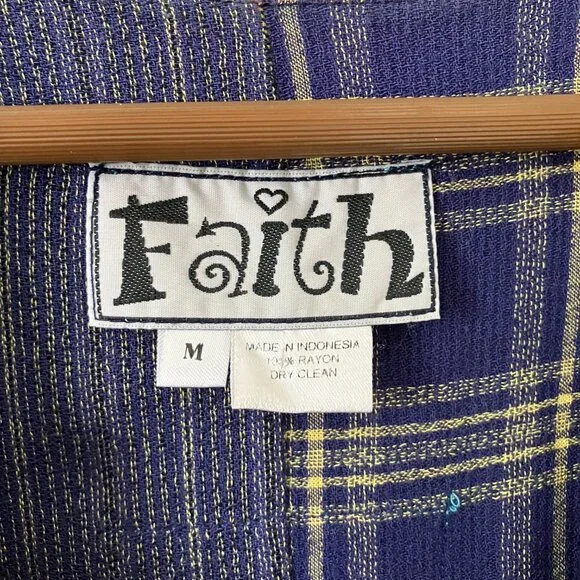 Faith
M
MADE IN INDONESIA
100% RAYON
DRY CLEAN